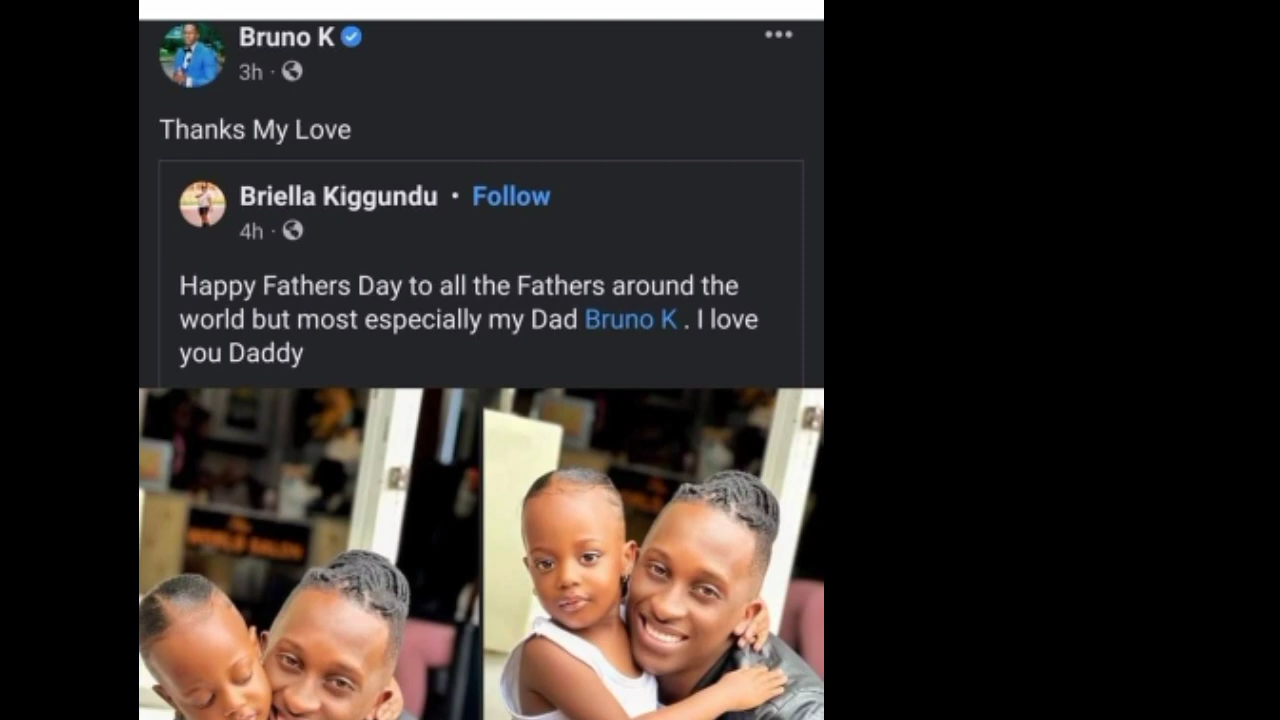 Bruno K
3h ·
Thanks My Love
Briella Kiggundu • Follow
4h ·
Happy Fathers Day to all the Fathers around the
world but most especially my Dad Bruno K . I love
you Daddy